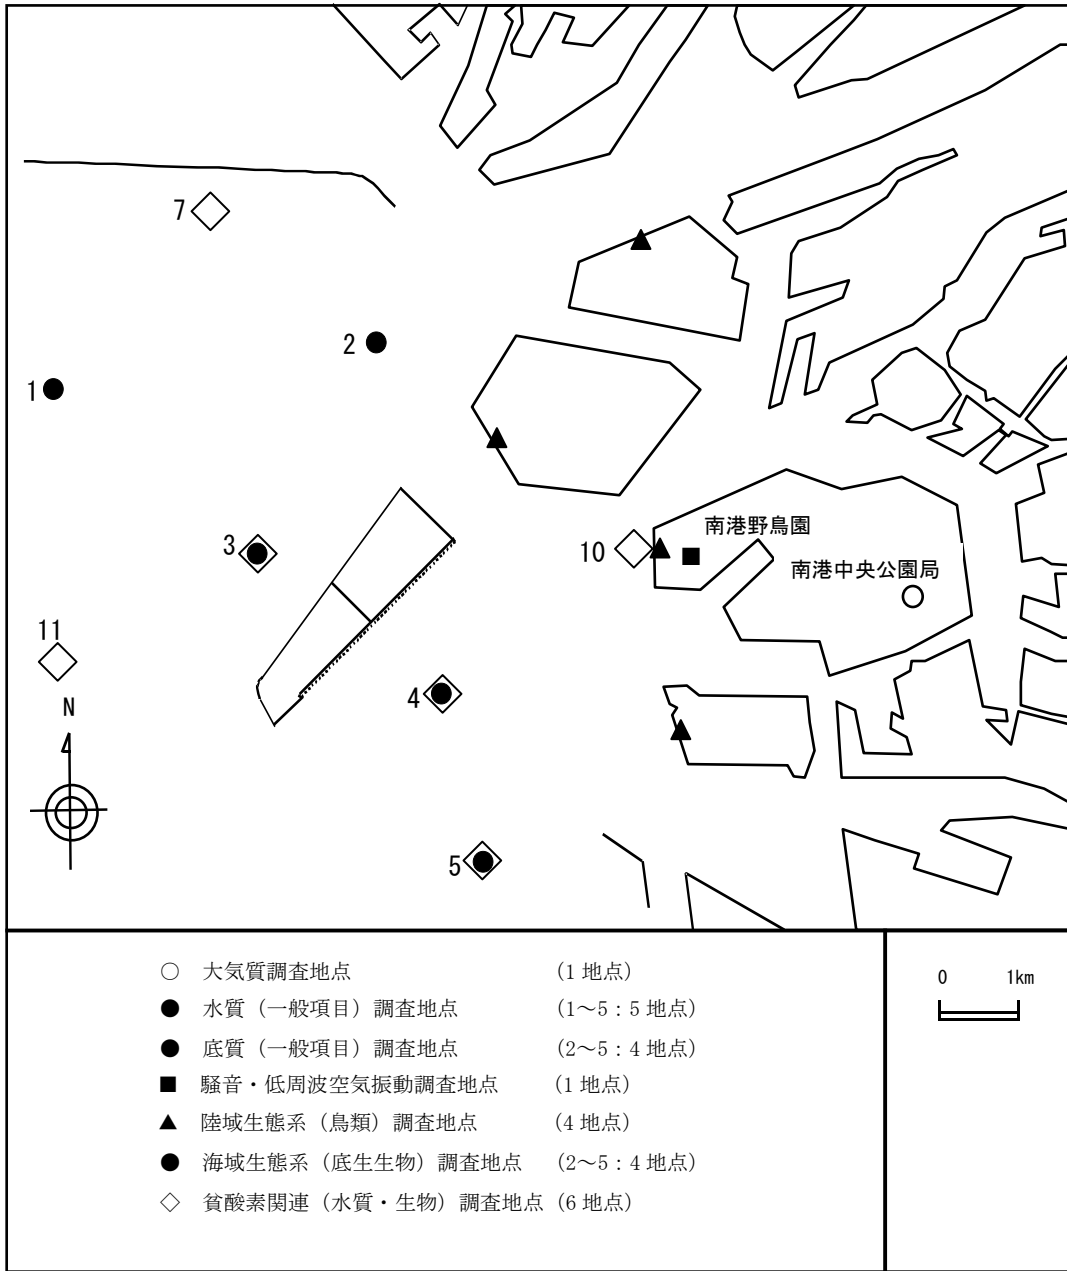 7
2
1
南港野鳥園
3
10
南港中央公園局
11
4
N
5
○ 大気質調査地点 (1 地点)
● 水質（一般項目）調査地点 (1～5：5 地点)
● 底質（一般項目）調査地点 (2～5：4 地点)
■ 騒音・低周波空気振動調査地点 (1 地点)
▲ 陸域生態系（鳥類）調査地点 (4 地点)
● 海域生態系（底生生物）調査地点 (2～5：4 地点)
◇ 貧酸素関連（水質・生物）調査地点 (6 地点)
0 1km